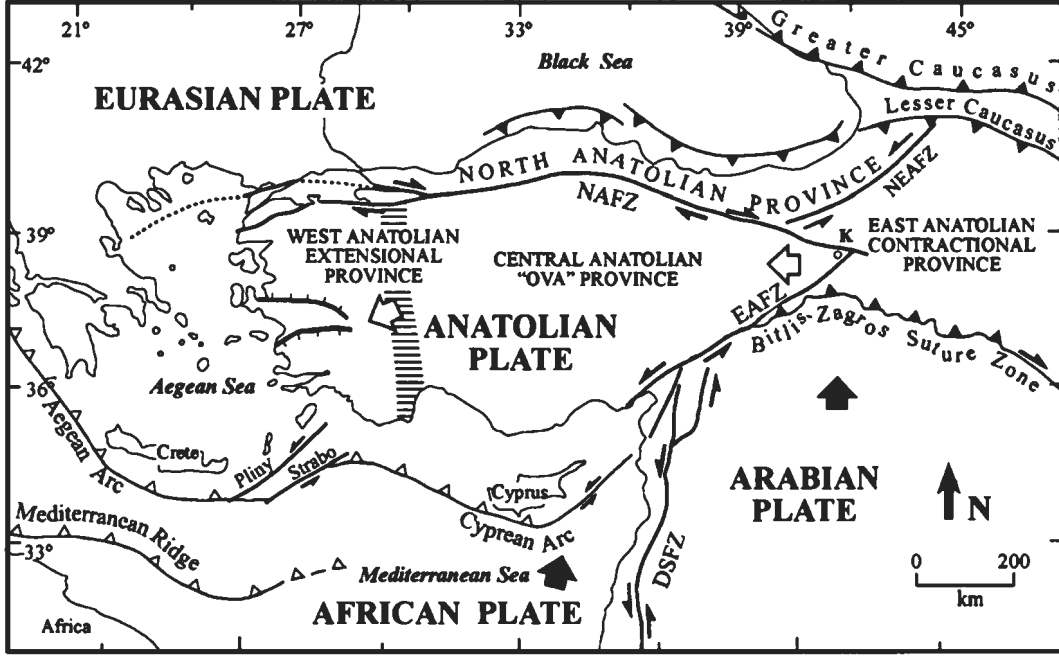 21°
27°
33°
39°
45°
42°
Greater Caucasus
Black Sea
EURASIAN PLATE
Lesser Caucasus
NORTH ANATOLIAN PROVINCE
NAFZ
NEAFZ
39°
K
WEST ANATOLIAN
EXTENSIONAL
PROVINCE
CENTRAL ANATOLIAN
"OVA" PROVINCE
EAST ANATOLIAN
CONTRACTIONAL
PROVINCE
EAFZ
Bitlis-Zagros Suture Zone
ANATOLIAN
PLATE
36°
Aegean Sea
Aegean Arc
Crete
Pliny
Strabo
Cyprus
Cyprean Arc
ARABIAN
PLATE
N
Mediterranean Ridge
33°
Mediterranean Sea
DSFZ
0
200
km
AFRICAN PLATE
Africa